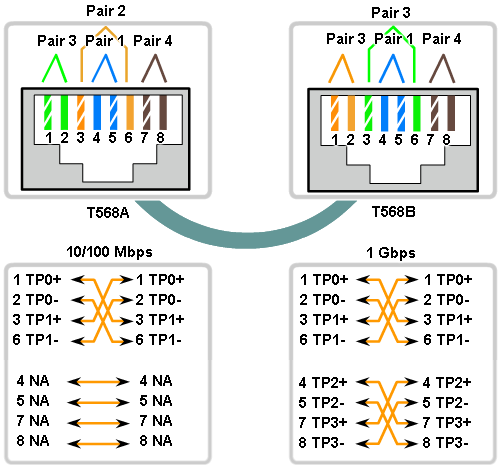 Pair 2
Pair 3 Pair 1 Pair 4
1 2 3 4 5 6 7 8
T568A
Pair 3
Pair 3 Pair 1 Pair 4
1 2 3 4 5 6 7 8
T568B
10/100 Mbps
1 TP0+ 1 TP0+
2 TP0- 2 TP0-
3 TP1+ 3 TP1+
6 TP1- 6 TP1-
4 NA 4 NA
5 NA 5 NA
7 NA 7 NA
8 NA 8 NA
1 Gbps
1 TP0+ 1 TP0+
2 TP0- 2 TP0-
3 TP1+ 3 TP1+
6 TP1- 6 TP1-
4 TP2+ 4 TP2+
5 TP2- 5 TP2-
7 TP3+ 7 TP3+
8 TP3- 8 TP3-